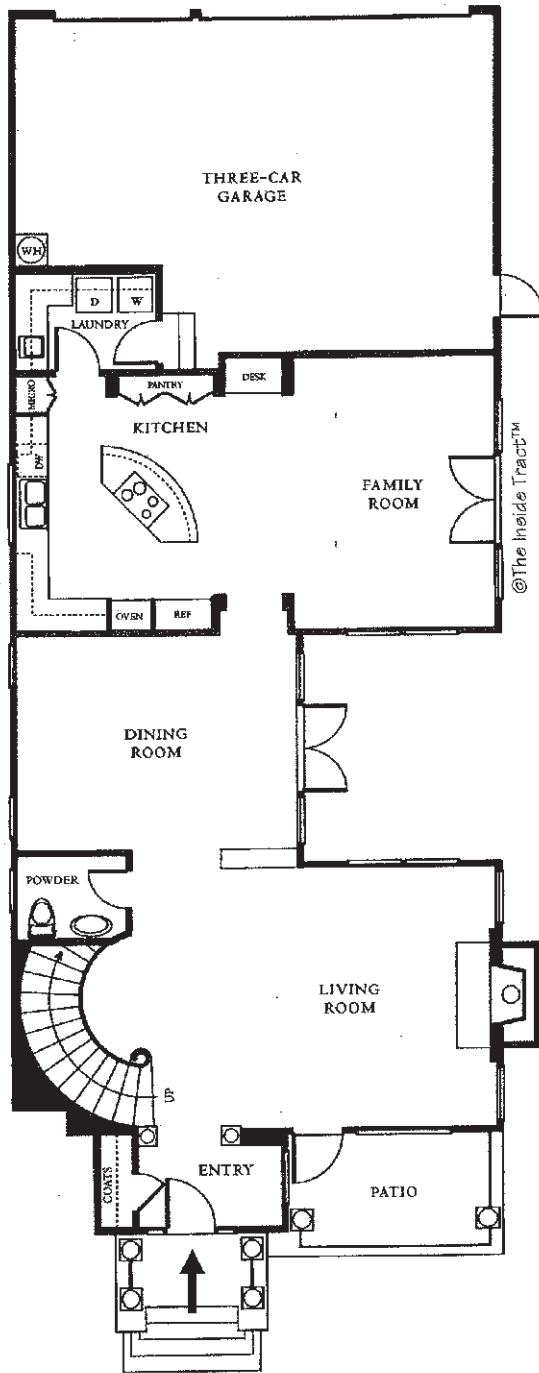 THREE-CAR
GARAGE
WH
D
W
LAUNDRY
MICRO
PANTRY
DESK
KITCHEN
DW
FAMILY
ROOM
@The Inside Tract™
OVEN
REF
DINING
ROOM
POWDER
LIVING
ROOM
UP
COATS
ENTRY
PATIO